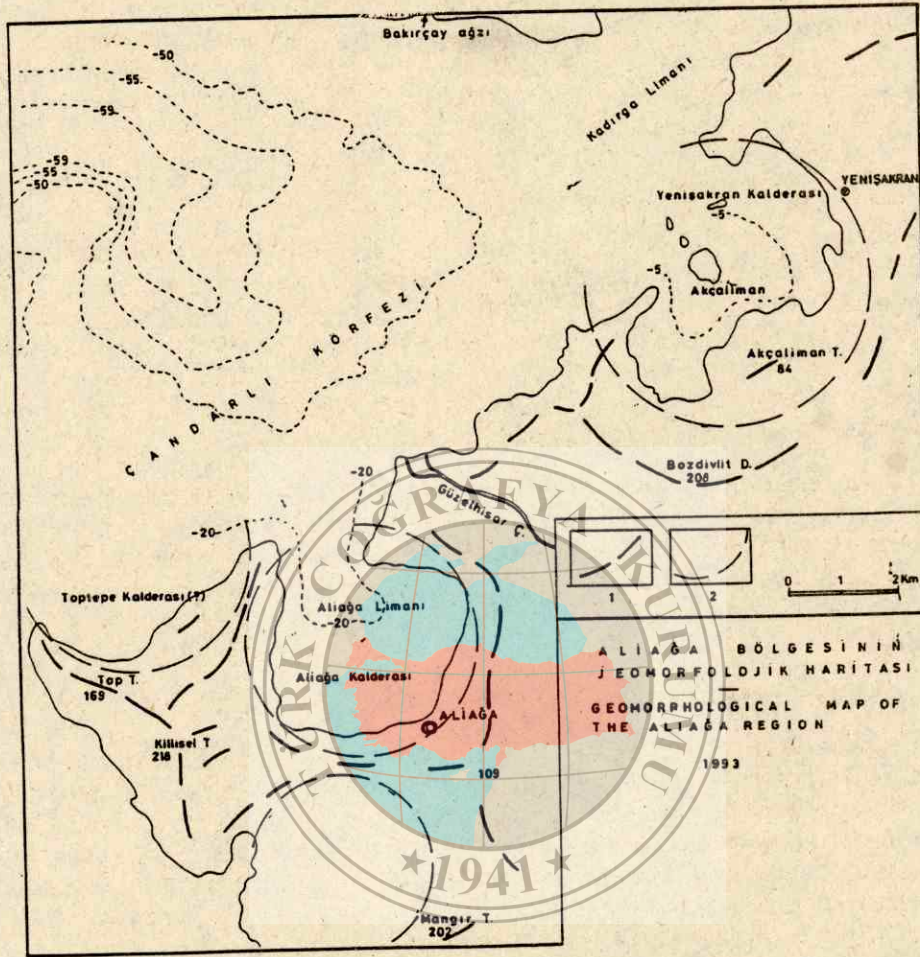 Bakırçay ağzı
-50
-55
-59
-59
-55
-50
Kadırga Limanı
YENİŞAKRAN
Yenişakran Kalderası
-5
-5
Akçaliman
Akçaliman T.
84
ÇANDARLI KÖRFEZİ
Bozdivlit D.
208
-20
Güzelhisar Ç.
-20
Toptepe Kalderası(?)
Aliağa Limanı
-20
Aliağa Kalderası
Top T.
169
ALİAĞA
Killisel T
218
109
Mangır T.
202
1
2
0 1 2 Km
ALİAĞA BÖLGESİNİN
JEOMORFOLOJİK HARİTASI
GEOMORPHOLOGICAL MAP OF
THE ALİAĞA REGION
1993
TÜRK COĞRAFYA KURUMU
1941